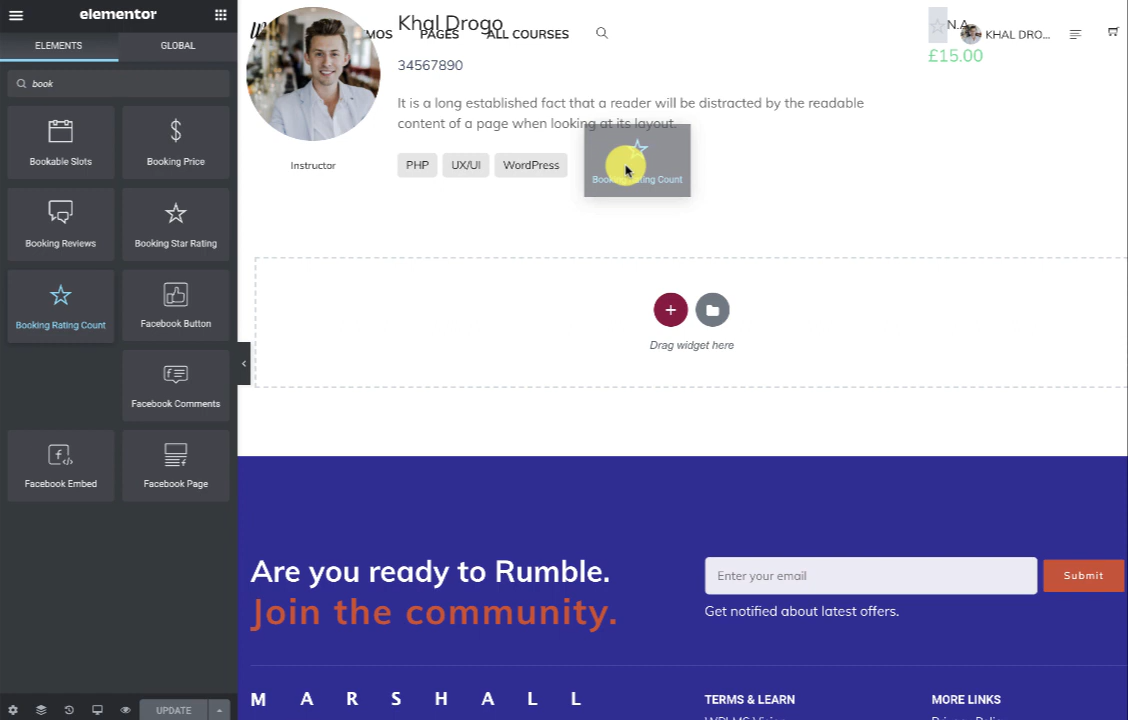 elementor
ELEMENTS
GLOBAL
book
Bookable Slots
Booking Price
Booking Reviews
Booking Star Rating
Booking Rating Count
Facebook Button
Facebook Comments
Facebook Embed
Facebook Page
UPDATE
Khal Drogo
PAGES
ALL COURSES
N.A
KHAL DRO...
34567890
£15.00
It is a long established fact that a reader will be distracted by the readable
content of a page when looking at its layout.
Instructor
PHP
UX/UI
WordPress
Booking Rating Count
Drag widget here
Are you ready to Rumble.
Join the community.
Enter your email
Submit
Get notified about latest offers.
MARSHALL
TERMS & LEARN
MORE LINKS